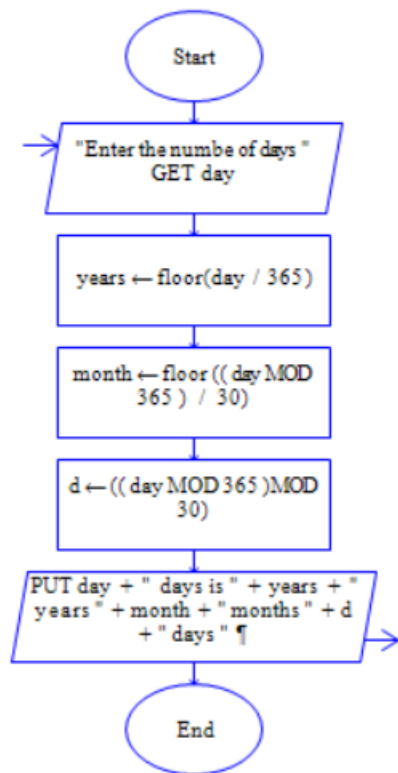 Start
"Enter the numbe of days "
GET day
years ← floor(day / 365)
month ← floor (( day MOD
365 ) / 30)
d ← (( day MOD 365 )MOD
30)
PUT day + " days is " + years + "
years " + month + " months " + d
+ " days " ¶
End